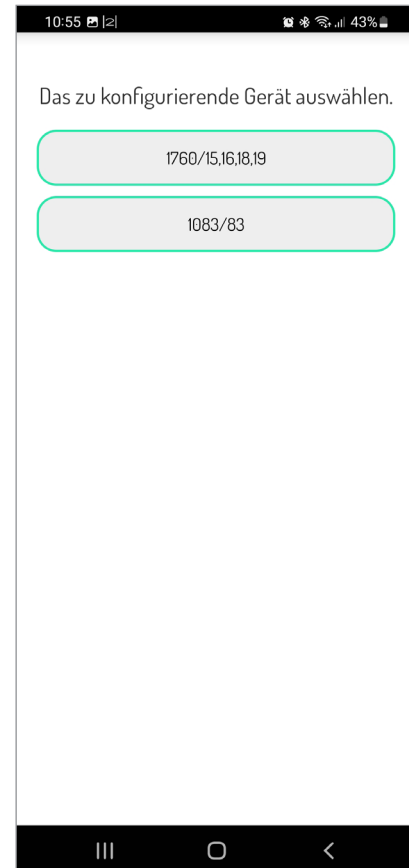 10:55
43%
Das zu konfigurierende Gerät auswählen.
1760/15,16,18,19
1083/83